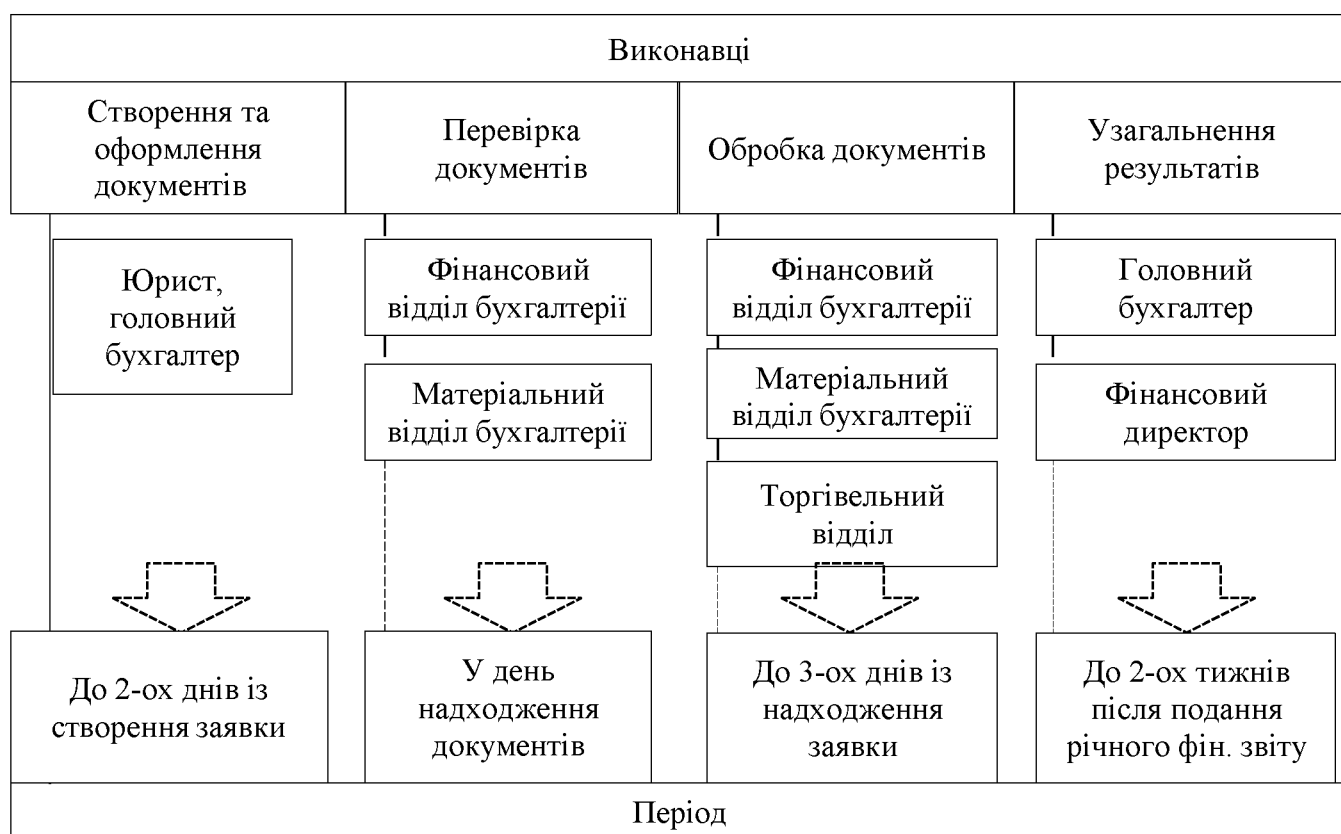 Виконавці
Створення та
оформлення
документів
Перевірка
документів
Обробка документів
Узагальнення
результатів
Юрист,
головний
бухгалтер
Фінансовий
відділ бухгалтерії
Матеріальний
відділ бухгалтерії
Фінансовий
відділ бухгалтерії
Матеріальний
відділ бухгалтерії
Торгівельний
відділ
Головний
бухгалтер
Фінансовий
директор
До 2-ох днів із
створення заявки
У день
надходження
документів
До 3-ох днів із
надходження
заявки
До 2-ох тижнів
після подання
річного фін. звіту
Період